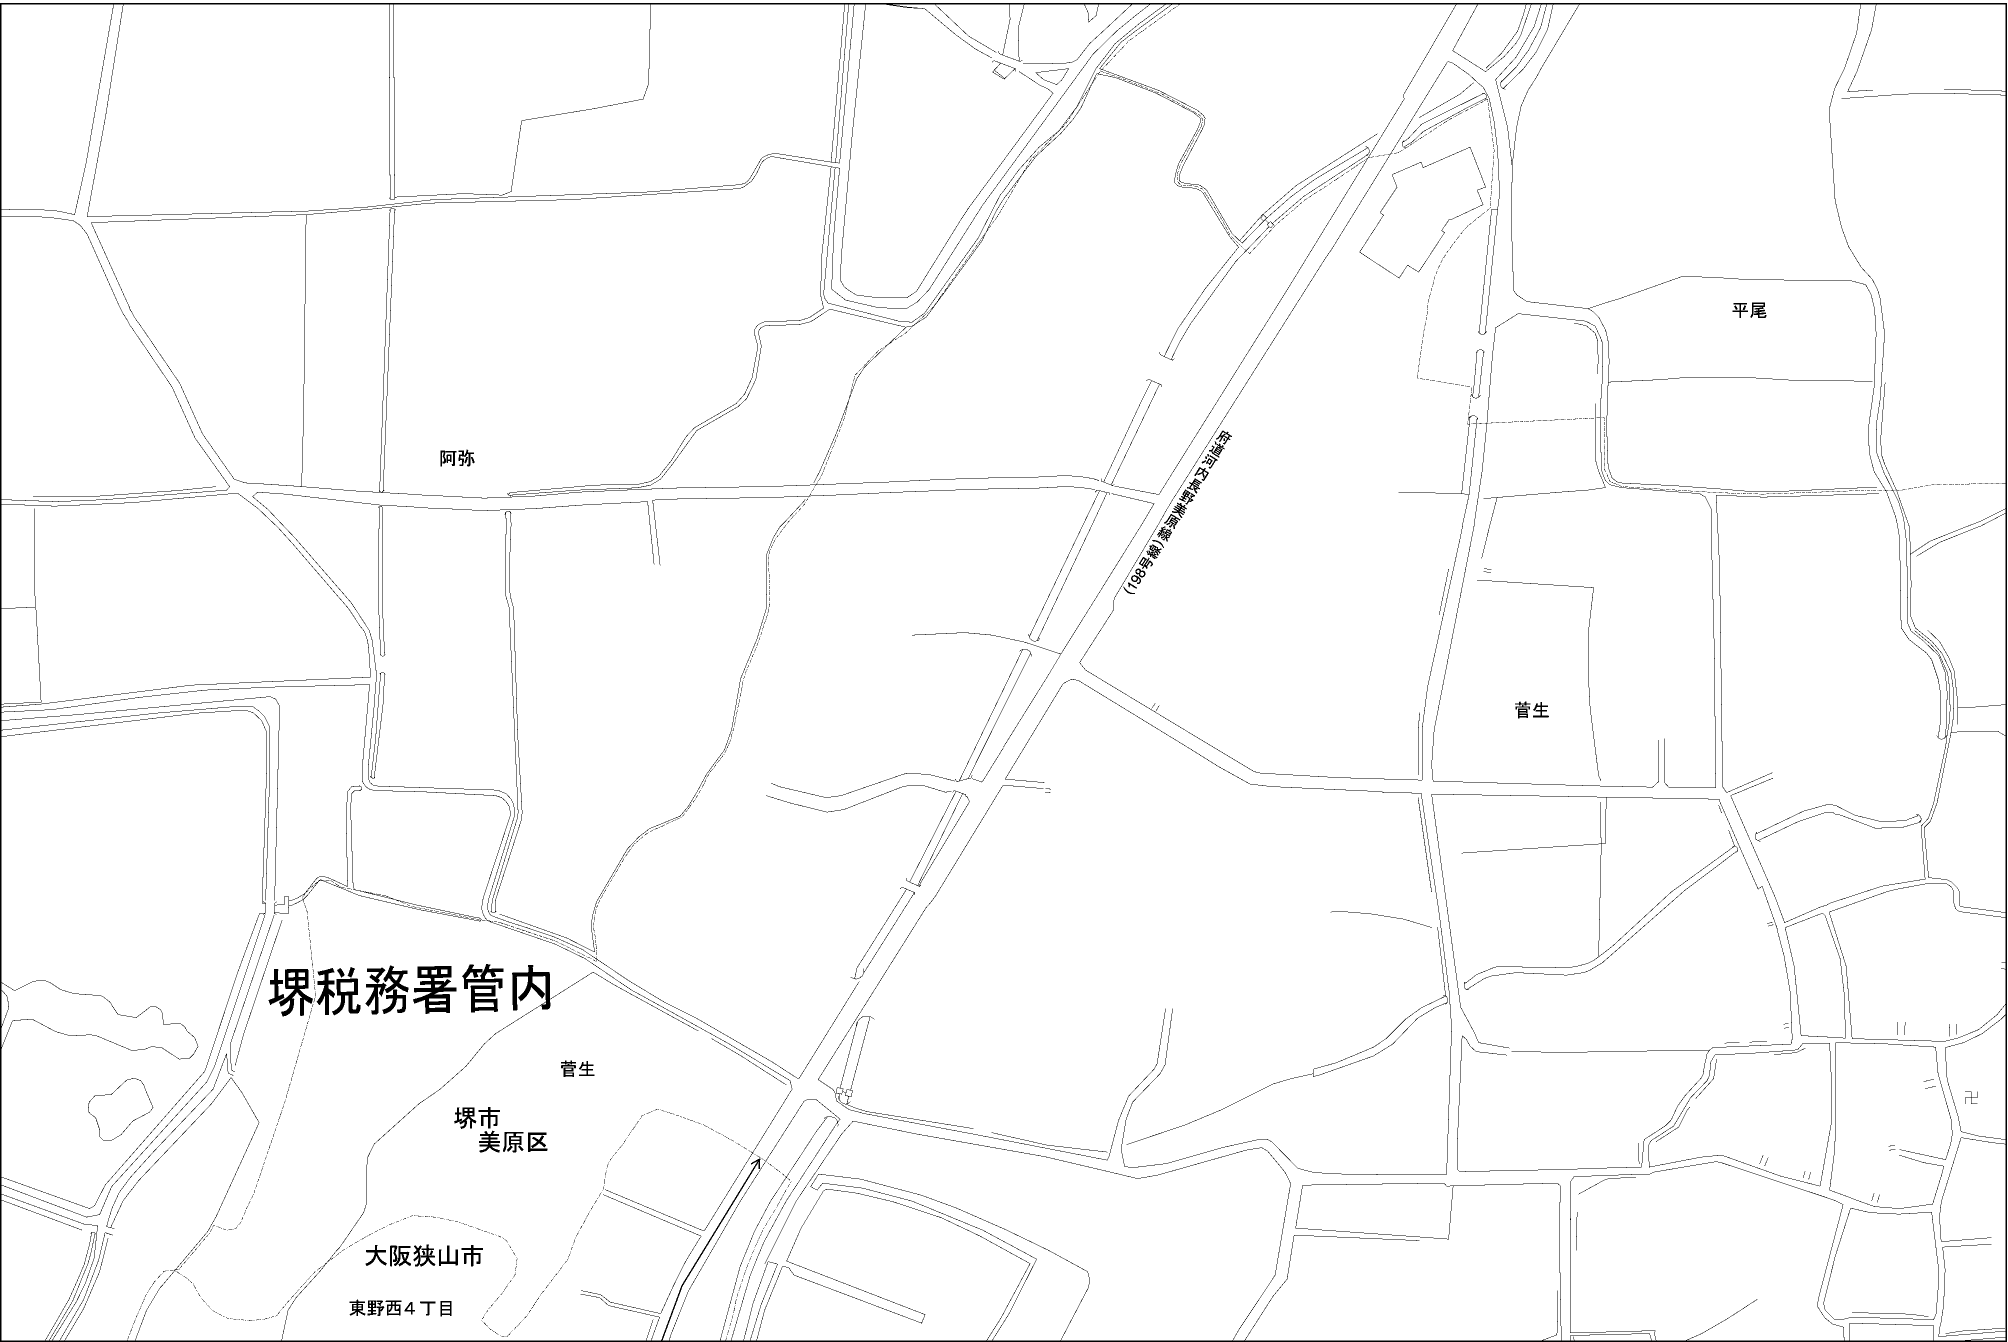 平尾
阿弥
府道河内長野美原線
(198号線)
菅生
堺税務署管内
菅生
堺市
美原区
大阪狭山市
東野西4丁目